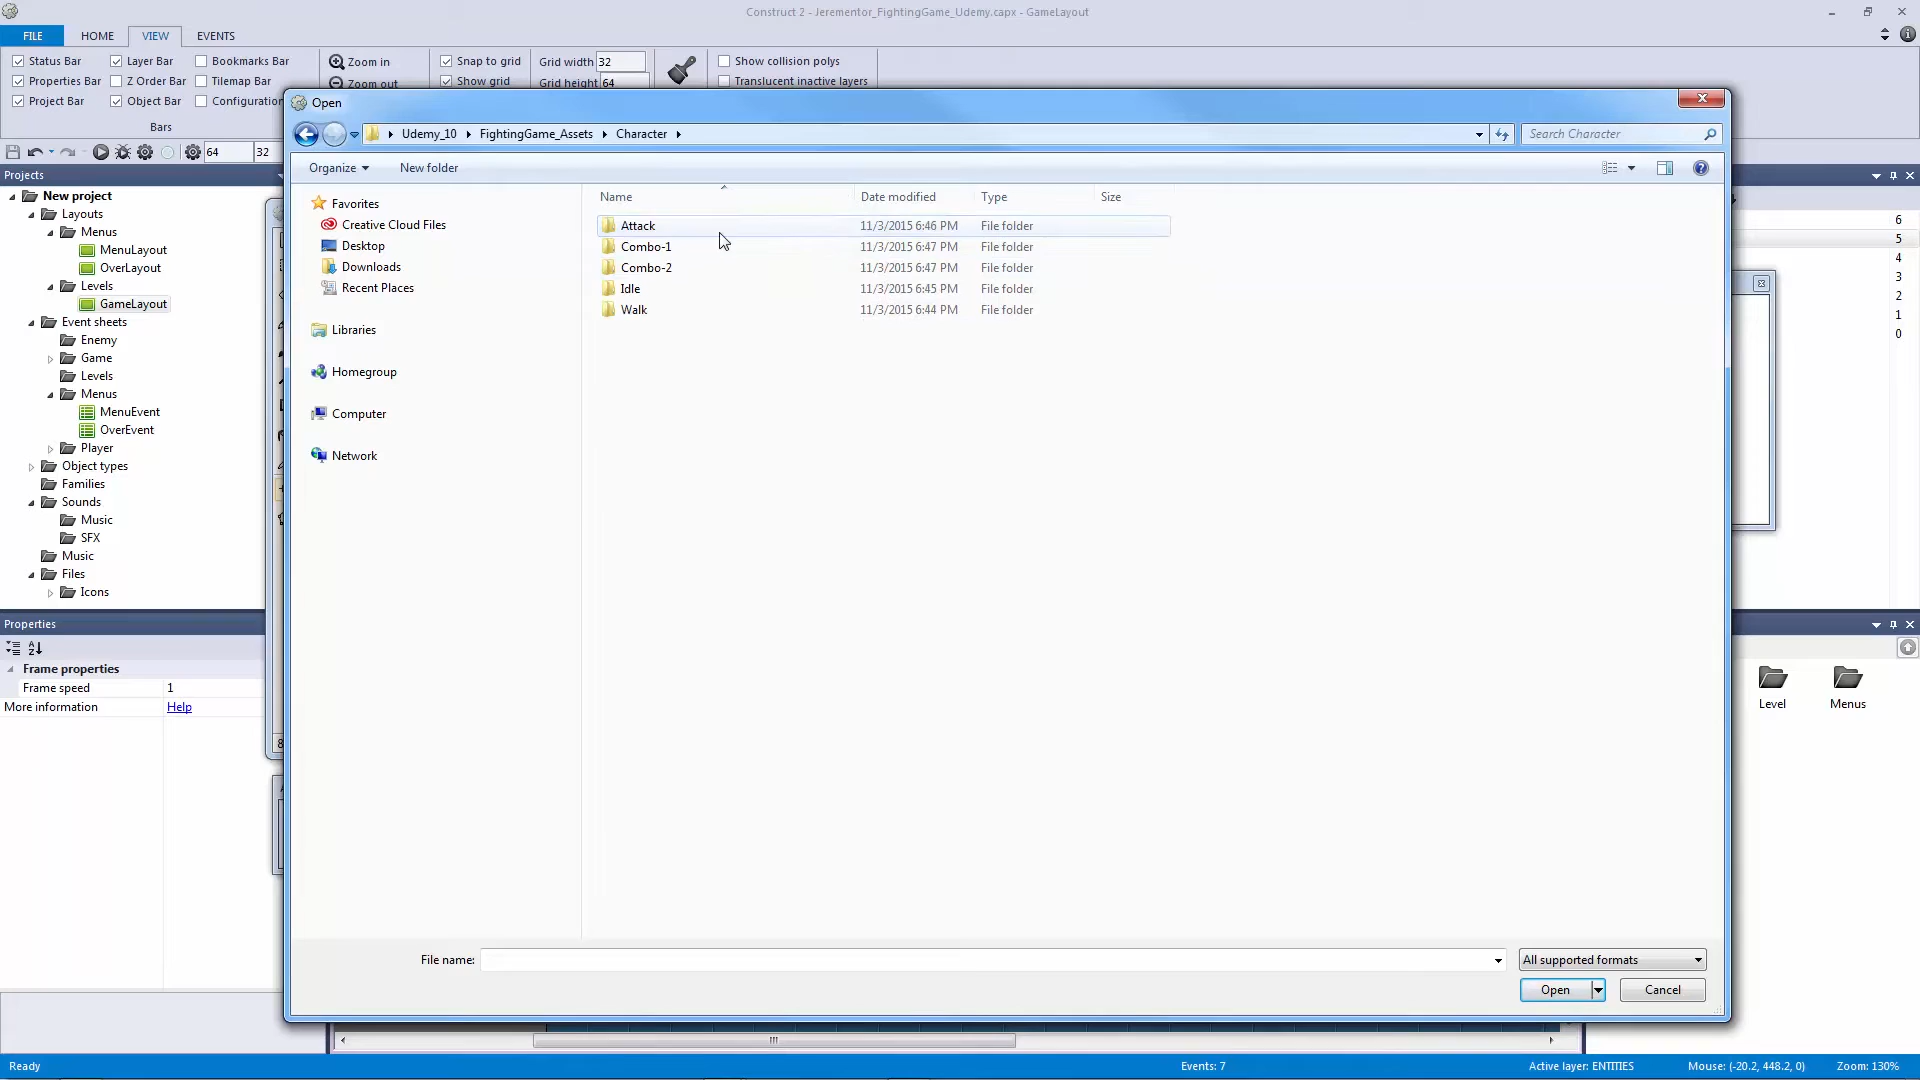 Construct 2 - Jerementor_FightingGame_Udemy.capx - GameLayout
FILE HOME VIEW EVENTS
Status Bar Layer Bar Bookmarks Bar Zoom in Snap to grid Grid width 32 Show collision polys
Properties Bar Z Order Bar Tilemap Bar Zoom out Show grid Grid height 64 Translucent inactive layers
Project Bar Object Bar Configuration
Bars
64 32
Open
Udemy_10 FightingGame_Assets Character Search Character
Organize New folder
Name Date modified Type Size
Attack 11/3/2015 6:46 PM File folder
Combo-1 11/3/2015 6:47 PM File folder
Combo-2 11/3/2015 6:47 PM File folder
Idle 11/3/2015 6:45 PM File folder
Walk 11/3/2015 6:44 PM File folder
Favorites
Creative Cloud Files
Desktop
Downloads
Recent Places
Libraries
Homegroup
Computer
Network
File name: All supported formats
Open Cancel
Projects
New project
Layouts
Menus
MenuLayout
OverLayout
Levels
GameLayout
Event sheets
Enemy
Game
Levels
Menus
MenuEvent
OverEvent
Player
Object types
Families
Sounds
Music
SFX
Music
Files
Icons
Properties
Frame properties
Frame speed 1
More information Help
6
5
4
3
2
1
0
Level Menus
Ready Events: 7 Active layer: ENTITIES Mouse: (-20.2, 448.2, 0) Zoom: 130%